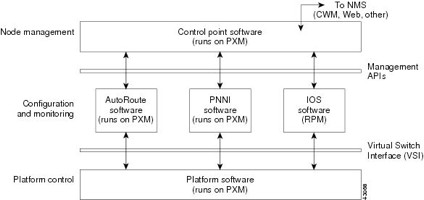 To NMS
(CWM, Web, other)
Node management
Control point software
(runs on PXM)
Management
APIs
Configuration
and monitoring
AutoRoute
software
(runs on PXM)
PNNI
software
(runs on PXM)
IOS
software
(RPM)
Virtual Switch
Interface (VSI)
Platform control
Platform software
(runs on PXM)